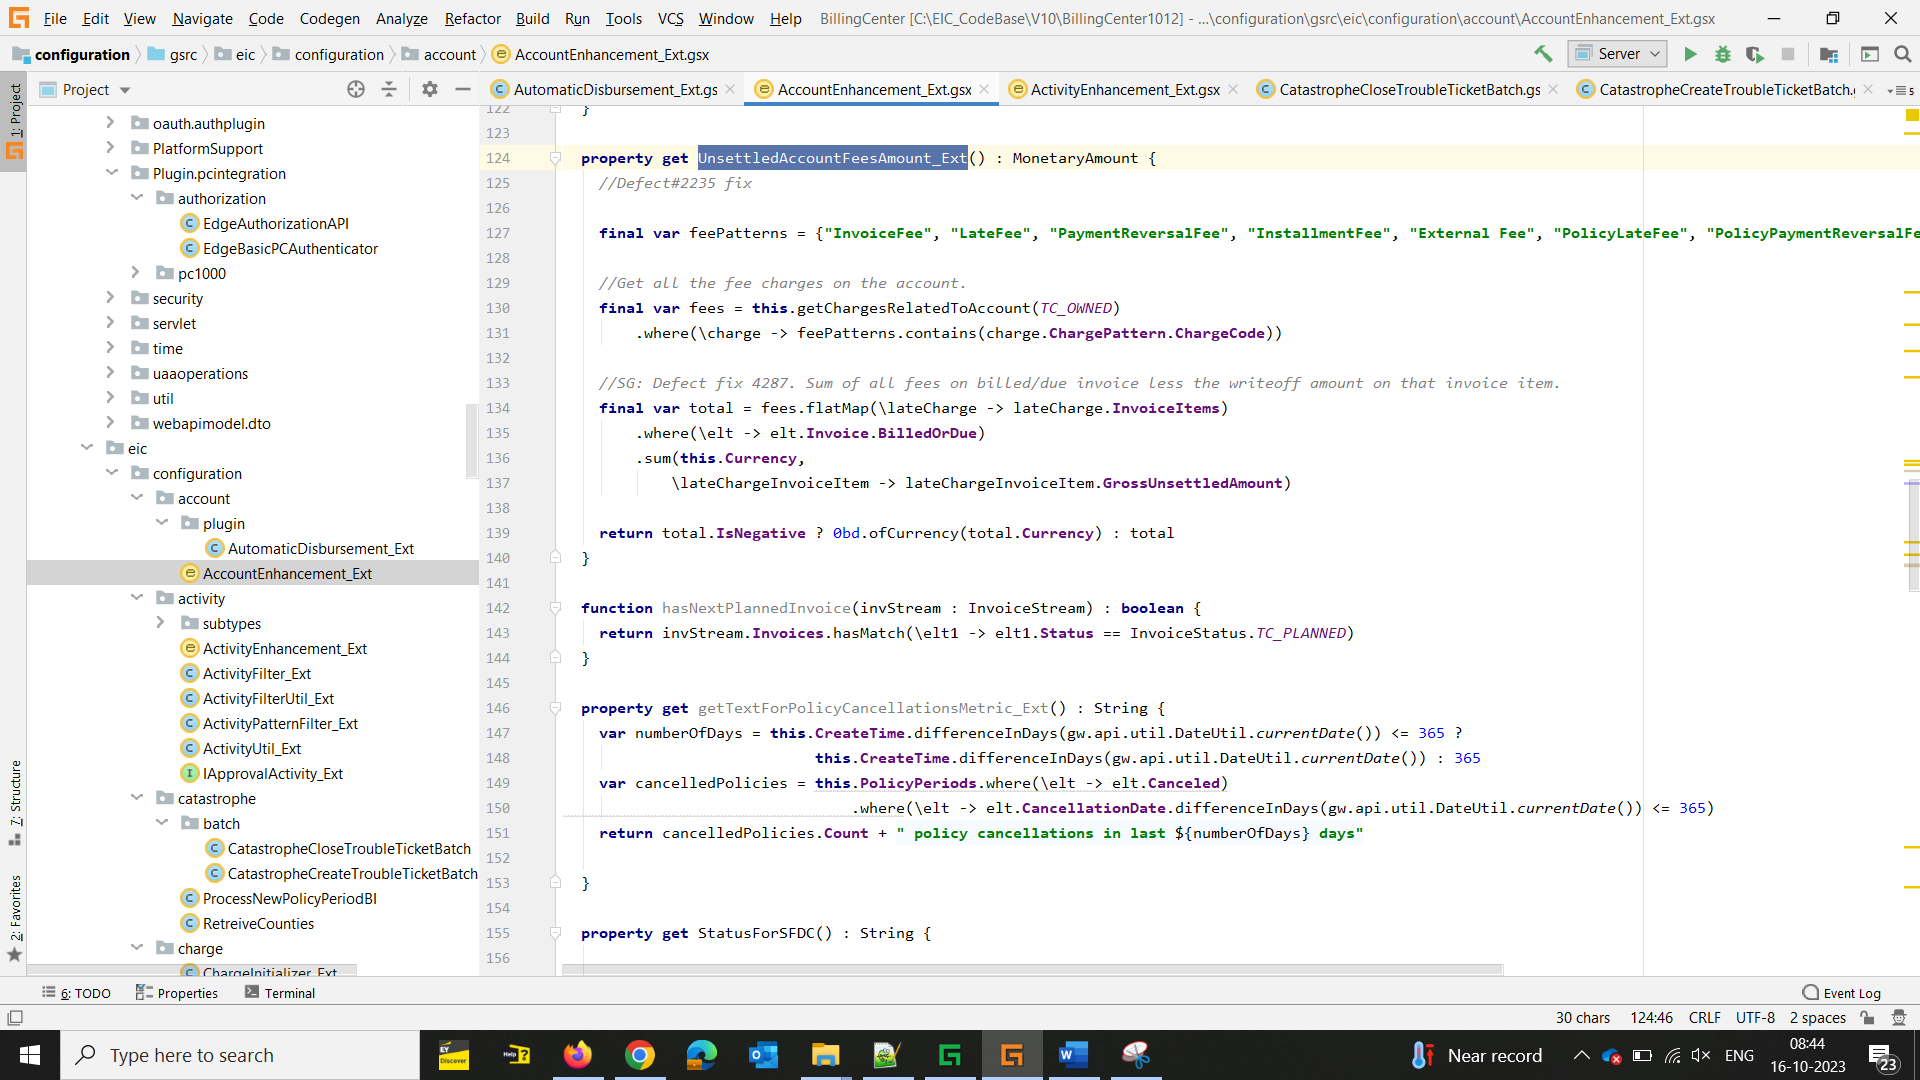 File Edit View Navigate Code Codegen Analyze Refactor Build Run Tools VCS Window Help BillingCenter [C:\EIC_CodeBase\V10\BillingCenter1012] - ...\configuration\gsrc\eic\configuration\account\AccountEnhancement_Ext.gsx
configuration gsrc eic configuration account AccountEnhancement_Ext.gsx Server
Project
AutomaticDisbursement_Ext.gs AccountEnhancement_Ext.gsx ActivityEnhancement_Ext.gsx CatastropheCloseTroubleTicketBatch.gs CatastropheCreateTroubleTicketBatch. 5
1: Project
7: Structure
2: Favorites
oauth.authplugin
PlatformSupport
Plugin.pcintegration
authorization
EdgeAuthorizationAPI
EdgeBasicPCAuthenticator
pc1000
security
servlet
time
uaaoperations
util
webapimodel.dto
eic
configuration
account
plugin
AutomaticDisbursement_Ext
AccountEnhancement_Ext
activity
subtypes
ActivityEnhancement_Ext
ActivityFilter_Ext
ActivityFilterUtil_Ext
ActivityPatternFilter_Ext
ActivityUtil_Ext
IApprovalActivity_Ext
catastrophe
batch
CatastropheCloseTroubleTicketBatch
CatastropheCreateTroubleTicketBatch
ProcessNewPolicyPeriodBI
RetreiveCounties
charge
ChargeInitializer_Ext
122 }
123
124 property get UnsettledAccountFeesAmount_Ext() : MonetaryAmount {
125 //Defect#2235 fix
126
127 final var feePatterns = {"InvoiceFee", "LateFee", "PaymentReversalFee", "InstallmentFee", "External Fee", "PolicyLateFee", "PolicyPaymentReversalFe
128
129 //Get all the fee charges on the account.
130 final var fees = this.getChargesRelatedToAccount(TC_OWNED)
131 .where(\charge -> feePatterns.contains(charge.ChargePattern.ChargeCode))
132
133 //SG: Defect fix 4287. Sum of all fees on billed/due invoice less the writeoff amount on that invoice item.
134 final var total = fees.flatMap(\lateCharge -> lateCharge.InvoiceItems)
135 .where(\elt -> elt.Invoice.BilledOrDue)
136 .sum(this.Currency,
137 \lateChargeInvoiceItem -> lateChargeInvoiceItem.GrossUnsettledAmount)
138
139 return total.IsNegative ? 0bd.ofCurrency(total.Currency) : total
140 }
141
142 function hasNextPlannedInvoice(invStream : InvoiceStream) : boolean {
143 return invStream.Invoices.hasMatch(\elt1 -> elt1.Status == InvoiceStatus.TC_PLANNED)
144 }
145
146 property get getTextForPolicyCancellationsMetric_Ext() : String {
147 var numberOfDays = this.CreateTime.differenceInDays(gw.api.util.DateUtil.currentDate()) <= 365 ?
148 this.CreateTime.differenceInDays(gw.api.util.DateUtil.currentDate()) : 365
149 var cancelledPolicies = this.PolicyPeriods.where(\elt -> elt.Canceled)
150 .where(\elt -> elt.CancellationDate.differenceInDays(gw.api.util.DateUtil.currentDate()) <= 365)
151 return cancelledPolicies.Count + " policy cancellations in last ${numberOfDays} days"
152
153 }
154
155 property get StatusForSFDC() : String {
156
6: TODO Properties Terminal Event Log
30 chars 124:46 CRLF UTF-8 2 spaces
Type here to search
EY Discover
Help?
Near record
ENG
08:44
16-10-2023
23